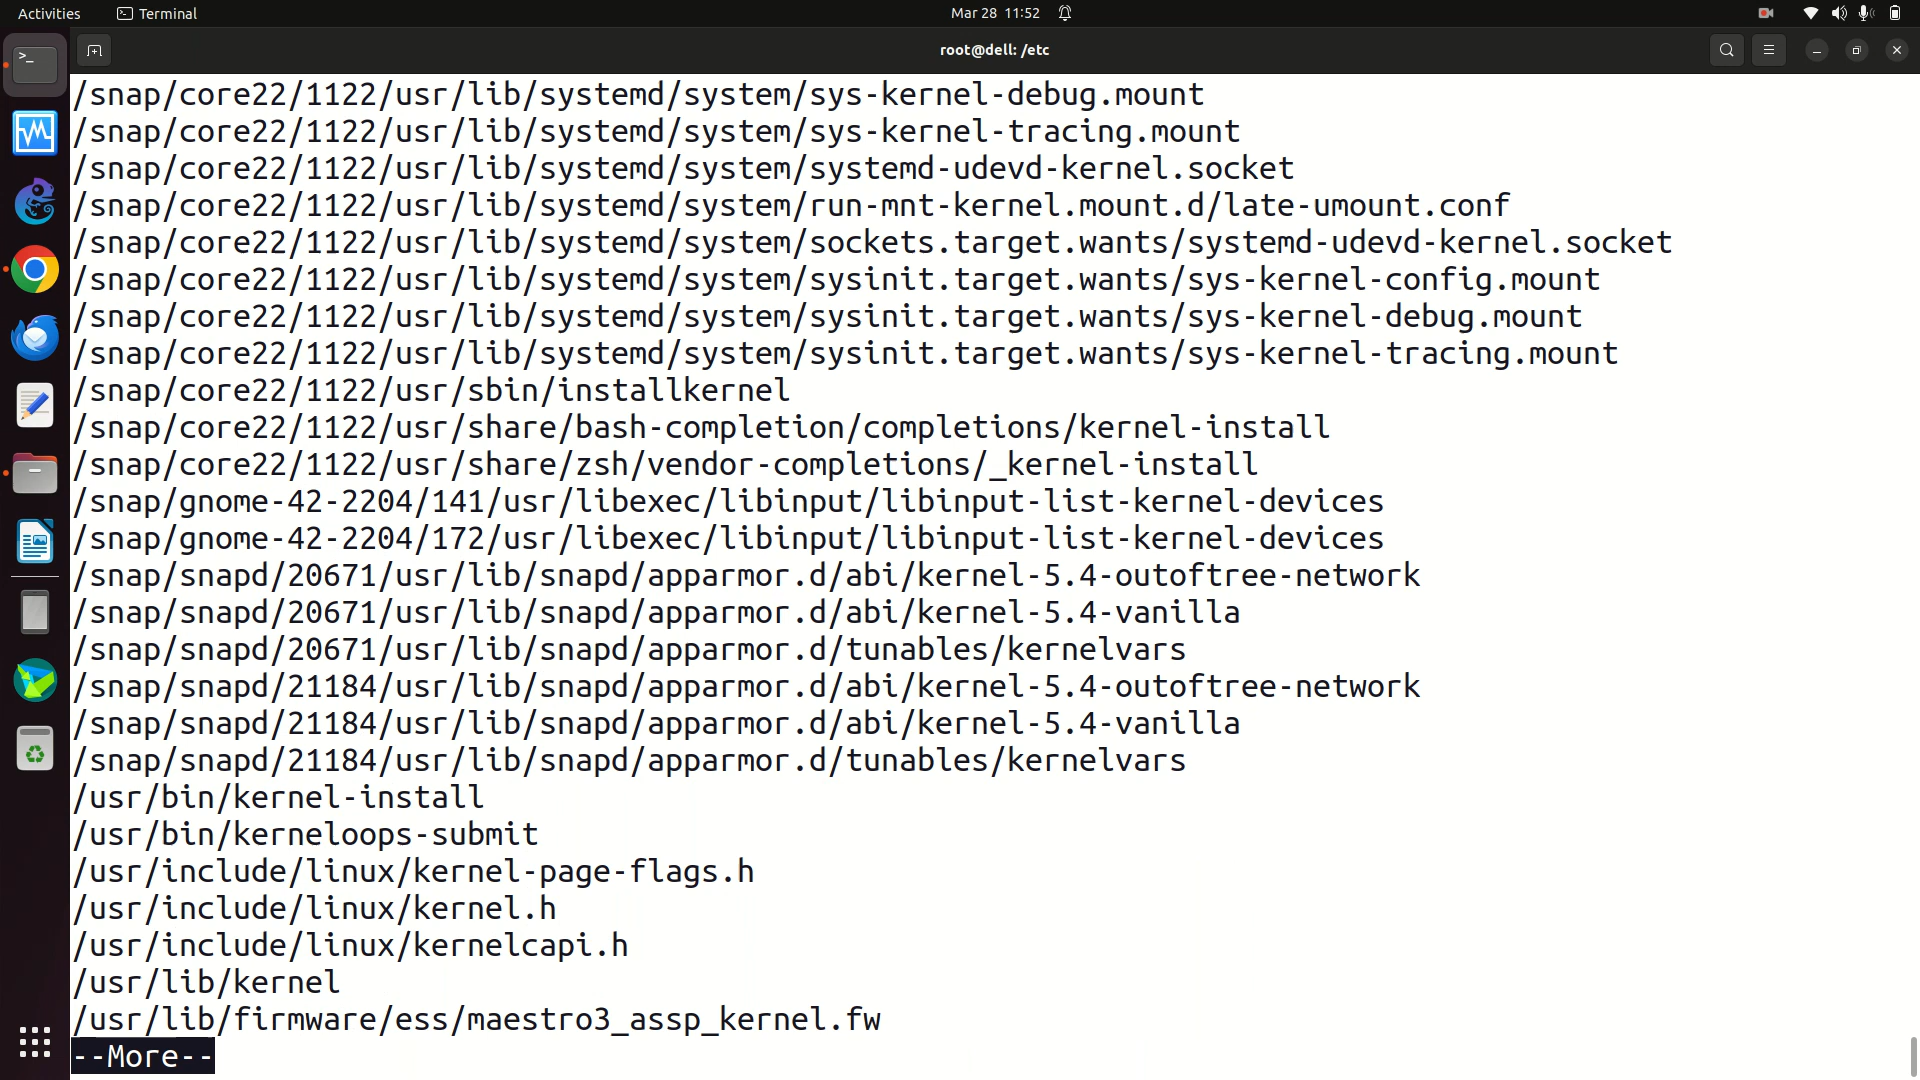 Activities
Terminal
Mar 28 11:52
root@dell: /etc
/snap/core22/1122/usr/lib/systemd/system/sys-kernel-debug.mount
/snap/core22/1122/usr/lib/systemd/system/sys-kernel-tracing.mount
/snap/core22/1122/usr/lib/systemd/system/systemd-udevd-kernel.socket
/snap/core22/1122/usr/lib/systemd/system/run-mnt-kernel.mount.d/late-umount.conf
/snap/core22/1122/usr/lib/systemd/system/sockets.target.wants/systemd-udevd-kernel.socket
/snap/core22/1122/usr/lib/systemd/system/sysinit.target.wants/sys-kernel-config.mount
/snap/core22/1122/usr/lib/systemd/system/sysinit.target.wants/sys-kernel-debug.mount
/snap/core22/1122/usr/lib/systemd/system/sysinit.target.wants/sys-kernel-tracing.mount
/snap/core22/1122/usr/sbin/installkernel
/snap/core22/1122/usr/share/bash-completion/completions/kernel-install
/snap/core22/1122/usr/share/zsh/vendor-completions/_kernel-install
/snap/gnome-42-2204/141/usr/libexec/libinput/libinput-list-kernel-devices
/snap/gnome-42-2204/172/usr/libexec/libinput/libinput-list-kernel-devices
/snap/snapd/20671/usr/lib/snapd/apparmor.d/abi/kernel-5.4-outoftree-network
/snap/snapd/20671/usr/lib/snapd/apparmor.d/abi/kernel-5.4-vanilla
/snap/snapd/20671/usr/lib/snapd/apparmor.d/tunables/kernelvars
/snap/snapd/21184/usr/lib/snapd/apparmor.d/abi/kernel-5.4-outoftree-network
/snap/snapd/21184/usr/lib/snapd/apparmor.d/abi/kernel-5.4-vanilla
/snap/snapd/21184/usr/lib/snapd/apparmor.d/tunables/kernelvars
/usr/bin/kernel-install
/usr/bin/kerneloops-submit
/usr/include/linux/kernel-page-flags.h
/usr/include/linux/kernel.h
/usr/include/linux/kernelcapi.h
/usr/lib/kernel
/usr/lib/firmware/ess/maestro3_assp_kernel.fw
--More--